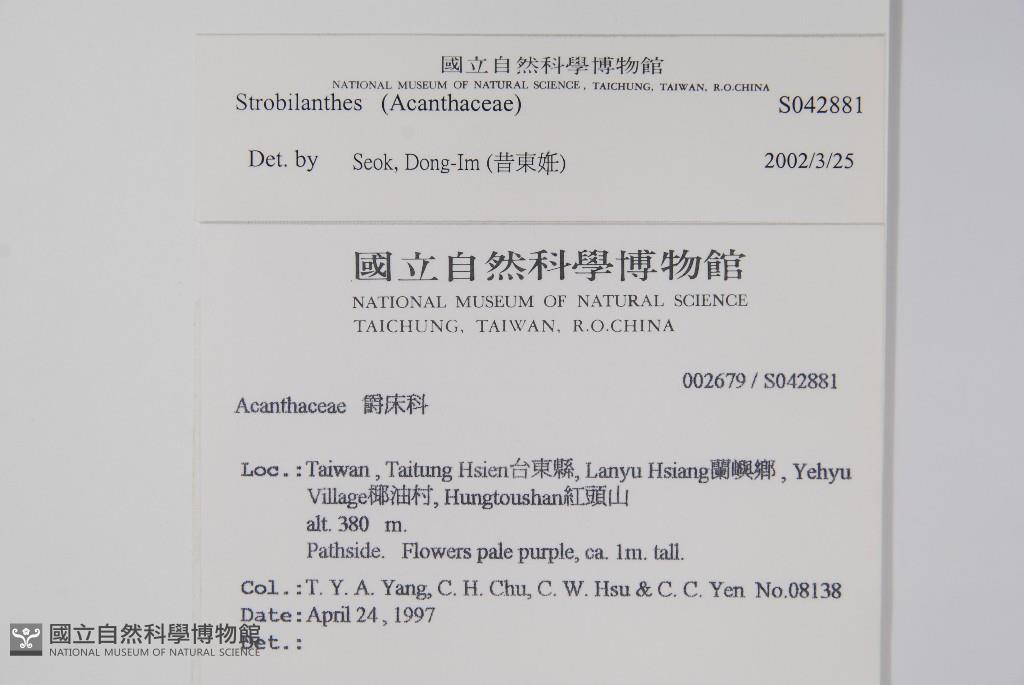 國立自然科學博物館
NATIONAL MUSEUM OF NATURAL SCIENCE, TAICHUNG, TAIWAN, R.O.CHINA
Strobilanthes (Acanthaceae) S042881
Det. by Seok, Dong-Im (昔東妊) 2002/3/25
國立自然科學博物館
NATIONAL MUSEUM OF NATURAL SCIENCE
TAICHUNG, TAIWAN, R.O.CHINA
002679 / S042881
Acanthaceae 爵床科
Loc.: Taiwan , Taitung Hsien台東縣, Lanyu Hsiang蘭嶼鄉 , Yehyu
Village椰油村, Hungtoushan紅頭山
alt. 380 m.
Pathside. Flowers pale purple, ca. 1m. tall.
Col.: T. Y. A. Yang, C. H. Chu, C. W. Hsu & C. C. Yen No.08138
Date: April 24 , 1997
Det.:
國立自然科學博物館
NATIONAL MUSEUM OF NATURAL SCIENCE